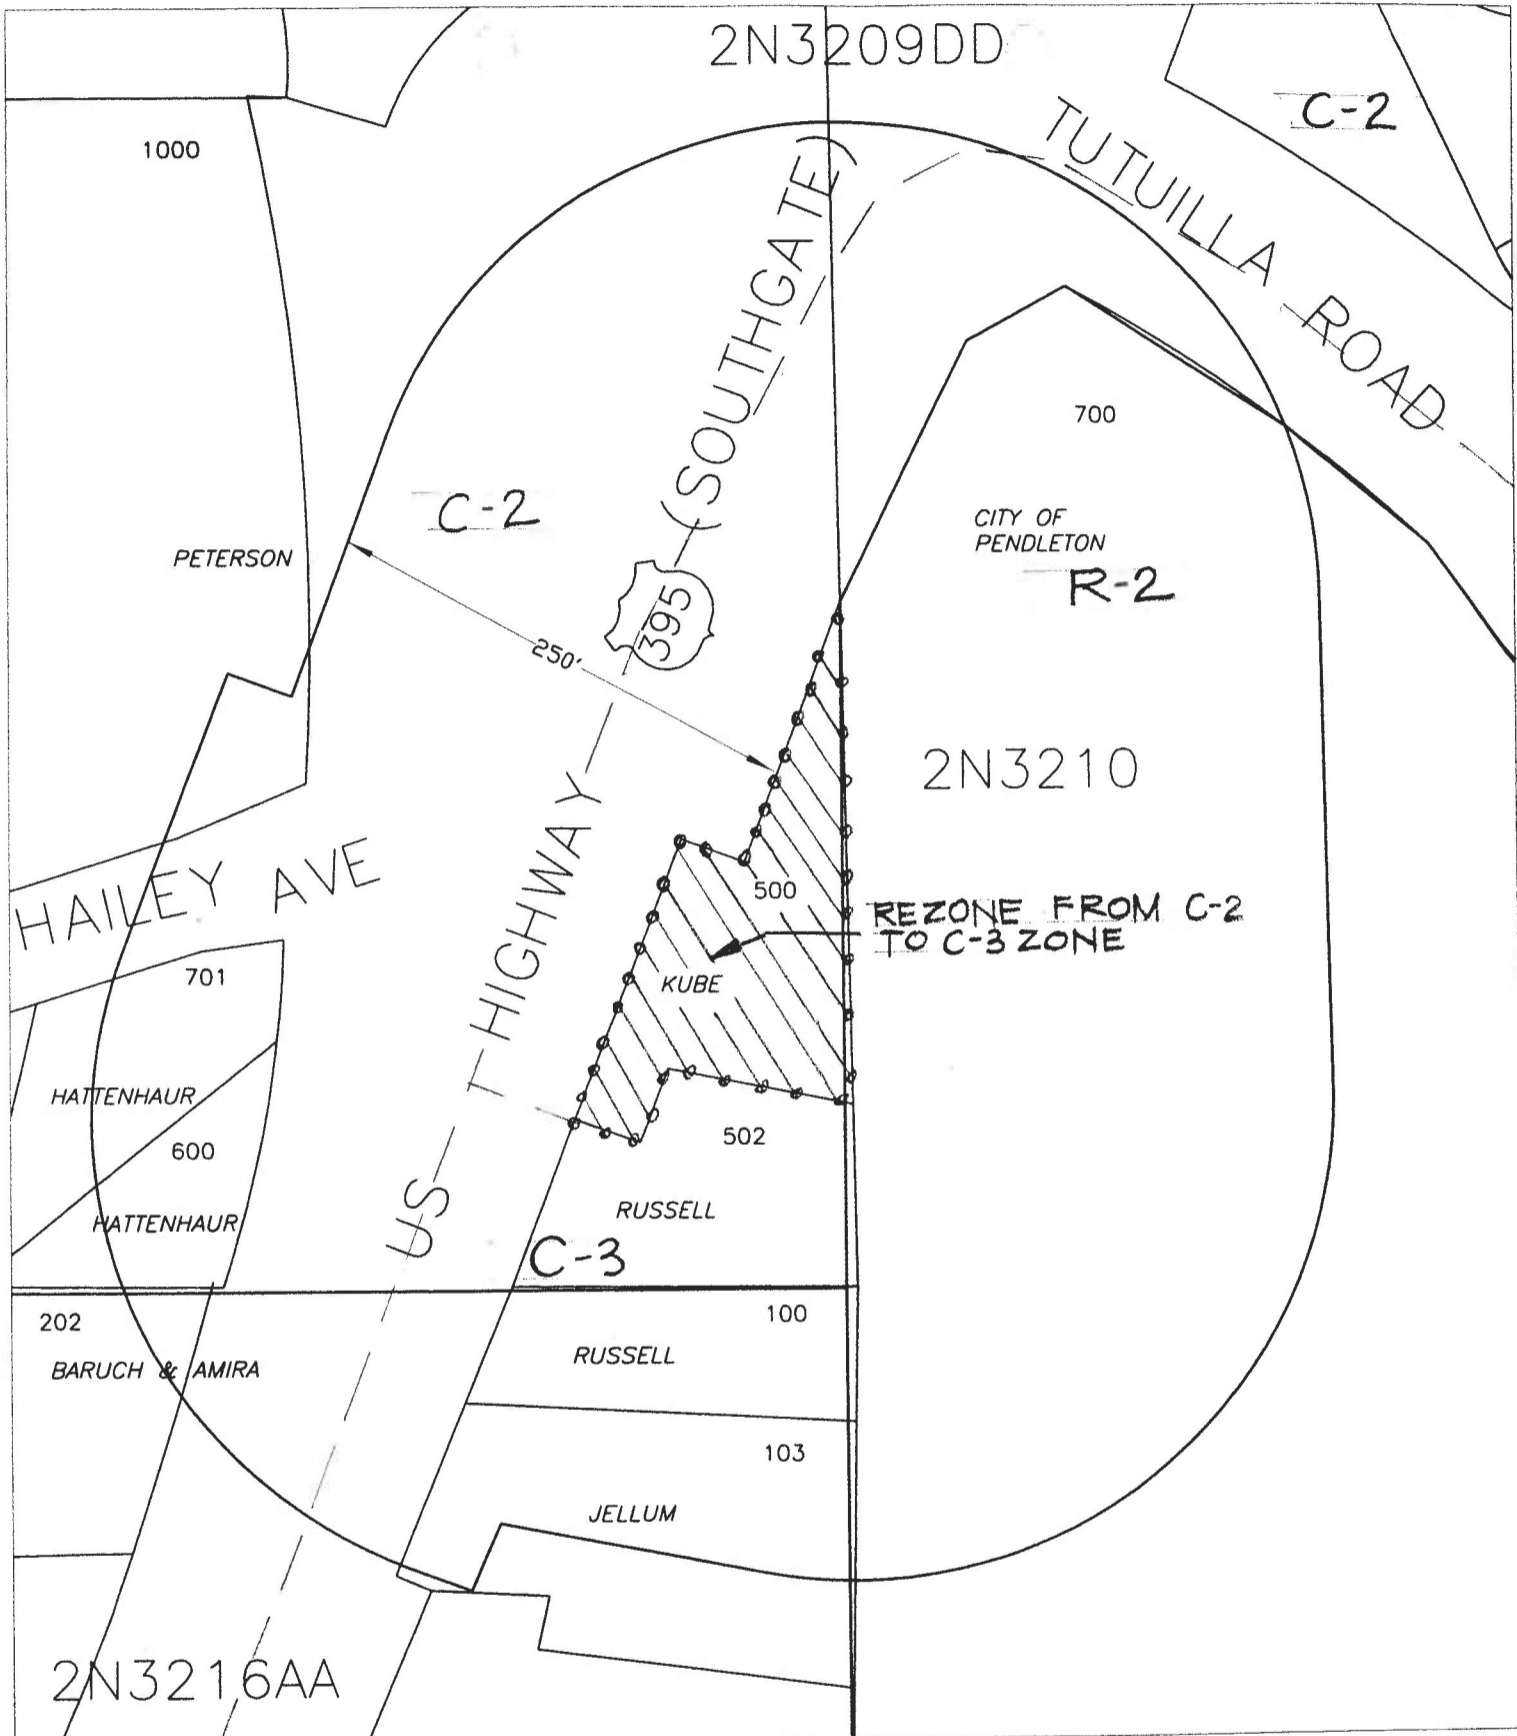 2N3209DD
C-2
1000
TUTUILLA ROAD
(SOUTHGATE)
700
C-2
CITY OF
PENDLETON
R-2
PETERSON
395
250'
2N3210
HAILEY AVE
500
REZONE FROM C-2
TO C-3 ZONE
KUBE
701
US HIGHWAY
HATTENHAUR
600
502
HATTENHAUR
RUSSELL
C-3
202
100
BARUCH & AMIRA
RUSSELL
103
JELLUM
2N3216AA